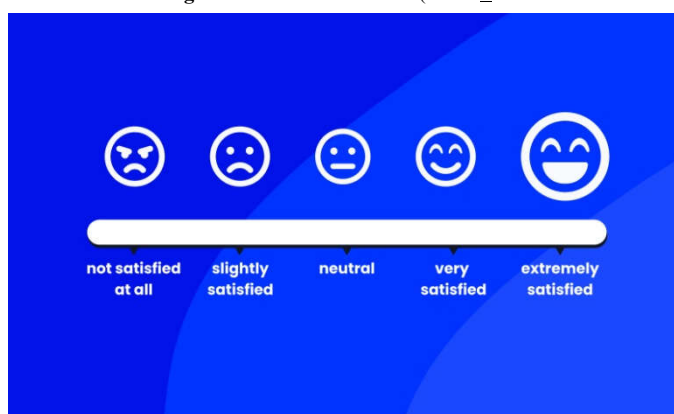 not satisfied
at all
slightly
satisfied
neutral
very
satisfied
extremely
satisfied